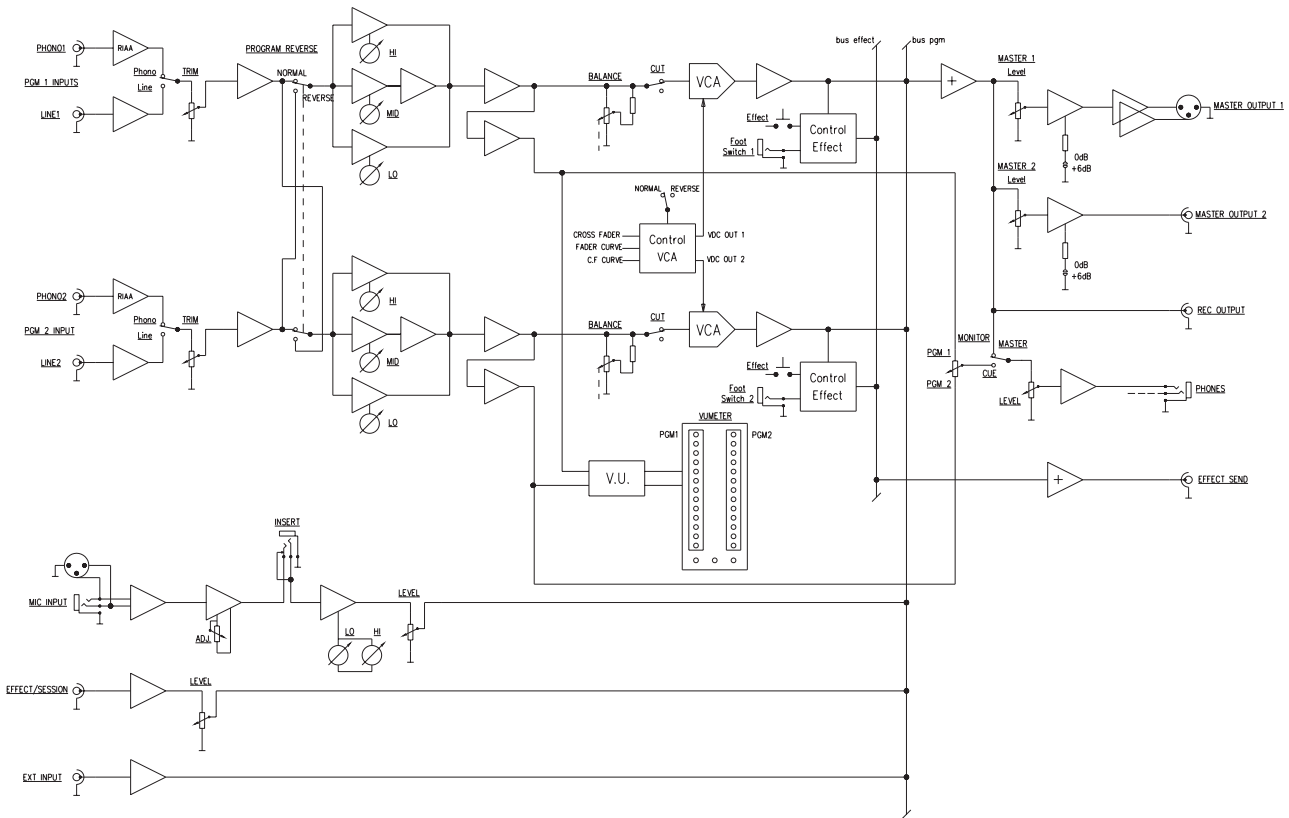 bus effect
bus pgm
PHONO1
RIAA
PROGRAM REVERSE
HI
PGM 1 INPUTS
Phono
Line
TRIM
NORMAL
REVERSE
MID
BALANCE
CUT
VCA
MASTER 1
Level
MASTER OUTPUT 1
LINE1
LO
Effect
Foot
Switch 1
Control
Effect
0dB
+6dB
MASTER 2
Level
NORMAL
REVERSE
MASTER OUTPUT 2
CROSS FADER
FADER CURVE
C.F CURVE
Control
VCA
VDC OUT 1
VDC OUT 2
0dB
+6dB
PHONO2
RIAA
HI
PGM 2 INPUT
Phono
Line
TRIM
MID
BALANCE
CUT
VCA
REC OUTPUT
MONITOR
MASTER
LINE2
LO
Effect
Foot
Switch 2
Control
Effect
PGM 1
PGM 2
CUE
LEVEL
PHONES
VUMETER
PGM1
PGM2
V.U.
EFFECT SEND
INSERT
MIC INPUT
ADJ.
LO
HI
LEVEL
EFFECT/SESSION
LEVEL
EXT INPUT